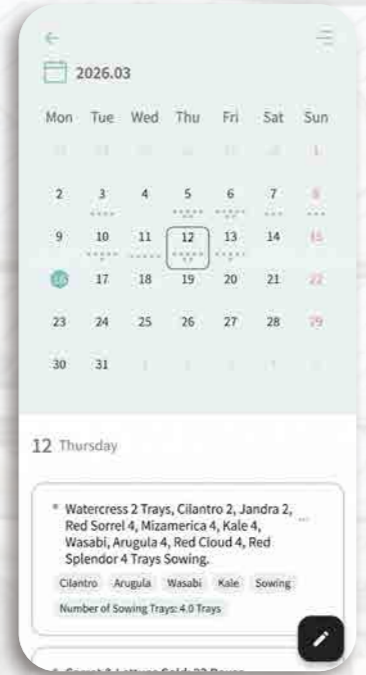 2026.03
Mon Tue Wed Thu Fri Sat Sun
1
2 3 4 5 6 7 8
9 10 11 12 13 14 15
16 17 18 19 20 21 22
23 24 25 26 27 28 29
30 31
12 Thursday
Watercress 2 Trays, Cilantro 2, Jandra 2,
Red Sorrel 4, Mizamerica 4, Kale 4,
Wasabi, Arugula 4, Red Cloud 4, Red
Splendor 4 Trays Sowing.
Cilantro Arugula Wasabi Kale Sowing
Number of Sowing Trays: 4.0 Trays